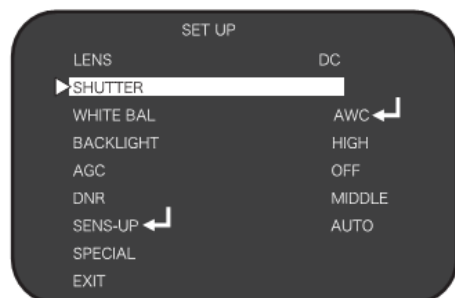 SET UP
LENS DC
SHUTTER
WHITE BAL AWC
BACKLIGHT HIGH
AGC OFF
DNR MIDDLE
SENS-UP AUTO
SPECIAL
EXIT